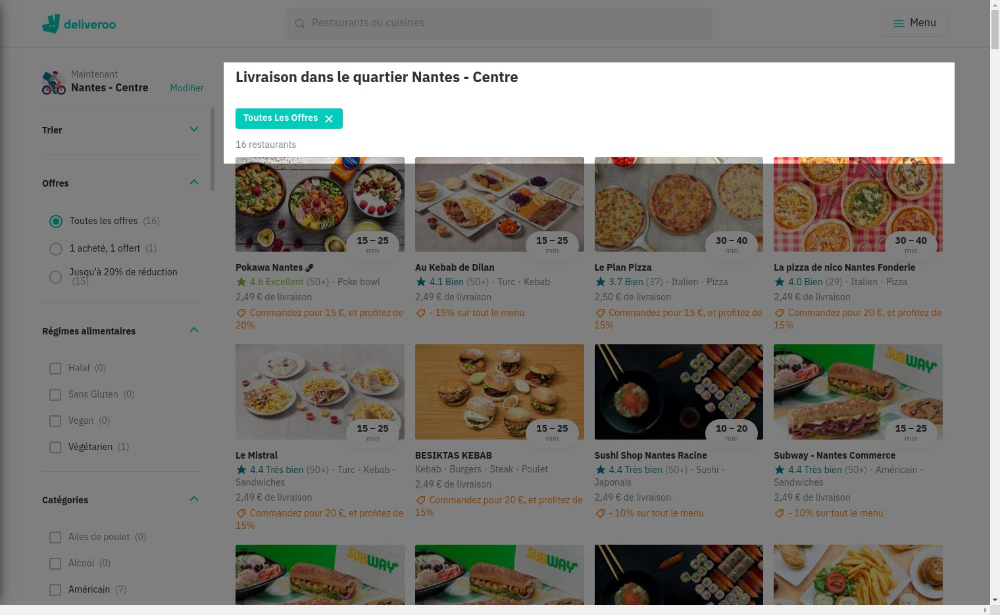 deliveroo
Restaurants ou cuisines
Menu
Maintenant
Nantes - Centre
Modifier
Trier
Offres
Toutes les offres (16)
1 acheté, 1 offert (1)
Jusqu'à 20% de réduction
(15)
Régimes alimentaires
Halal (0)
Sans Gluten (0)
Vegan (0)
Végétarien (1)
Catégories
Ailes de poulet (0)
Alcool (0)
Américain (7)
Livraison dans le quartier Nantes - Centre
Toutes Les Offres
16 restaurants
15 – 25
min
Pokawa Nantes
4.6 Excellent (50+) · Poke bowl
2,49 € de livraison
Commandez pour 15 €, et profitez de
20%
15 – 25
min
Au Kebab de Dilan
4.1 Bien (50+) · Turc · Kebab
2,49 € de livraison
- 15% sur tout le menu
30 – 40
min
Le Plan Pizza
3.7 Bien (37) · Italien · Pizza
2,50 € de livraison
Commandez pour 15 €, et profitez de
15%
30 – 40
min
La pizza de nico Nantes Fonderie
4.0 Bien (29) · Italien · Pizza
2,49 € de livraison
Commandez pour 20 €, et profitez de
15%
15 – 25
min
Le Mistral
4.4 Très bien (50+) · Turc · Kebab ·
Sandwiches
2,49 € de livraison
Commandez pour 20 €, et profitez de
15%
15 – 25
min
BESIKTAS KEBAB
Kebab · Burgers · Steak · Poulet
2,49 € de livraison
Commandez pour 20 €, et profitez de
15%
10 – 20
min
Sushi Shop Nantes Racine
4.4 Très bien (50+) · Sushi ·
Japonais
2,49 € de livraison
- 10% sur tout le menu
SUBWAY
15 – 25
min
Subway - Nantes Commerce
4.4 Très bien (50+) · Américain ·
Sandwiches
2,49 € de livraison
- 10% sur tout le menu
SUBWAY
SUBWAY